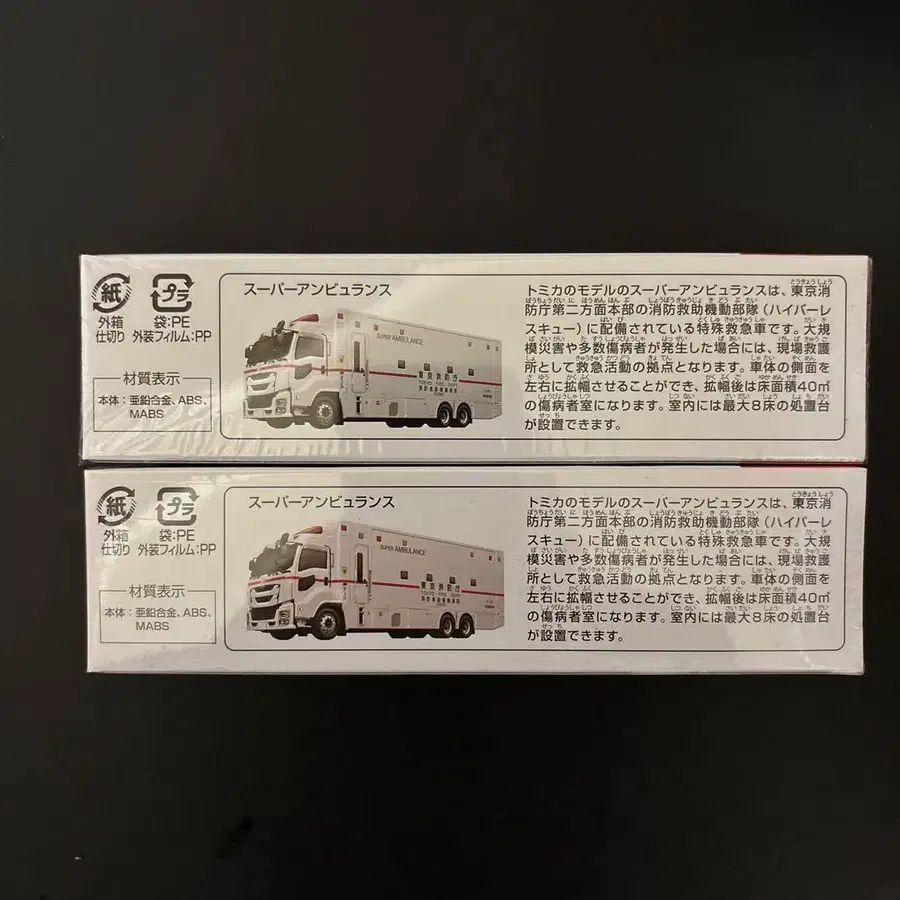 紙
プラ
外箱
仕切り
袋:PE
外装フィルム:PP
材質表示
本体:亜鉛合金、ABS、
MABS
スーパーアンビュランス
SUPER AMBULANCE
東京消防庁
トミカのモデルのスーパーアンビュランスは、東京消
防庁第二方面本部の消防救助機動部隊(ハイパーレ
スキュー)に配備されている特殊救急車です。大規
模災害や多数傷病者が発生した場合には、現場救護
所として救急活動の拠点となります。車体の側面を
左右に拡幅させることができ、拡幅後は床面積40㎡
の傷病者室になります。室内には最大8床の処置台
が設置できます。
紙
プラ
外箱
仕切り
袋:PE
外装フィルム:PP
材質表示
本体:亜鉛合金、ABS、
MABS
スーパーアンビュランス
SUPER AMBULANCE
東京消防庁
トミカのモデルのスーパーアンビュランスは、東京消
防庁第二方面本部の消防救助機動部隊(ハイパーレ
スキュー)に配備されている特殊救急車です。大規
模災害や多数傷病者が発生した場合には、現場救護
所として救急活動の拠点となります。車体の側面を
左右に拡幅させることができ、拡幅後は床面積40㎡
の傷病者室になります。室内には最大8床の処置台
が設置できます。